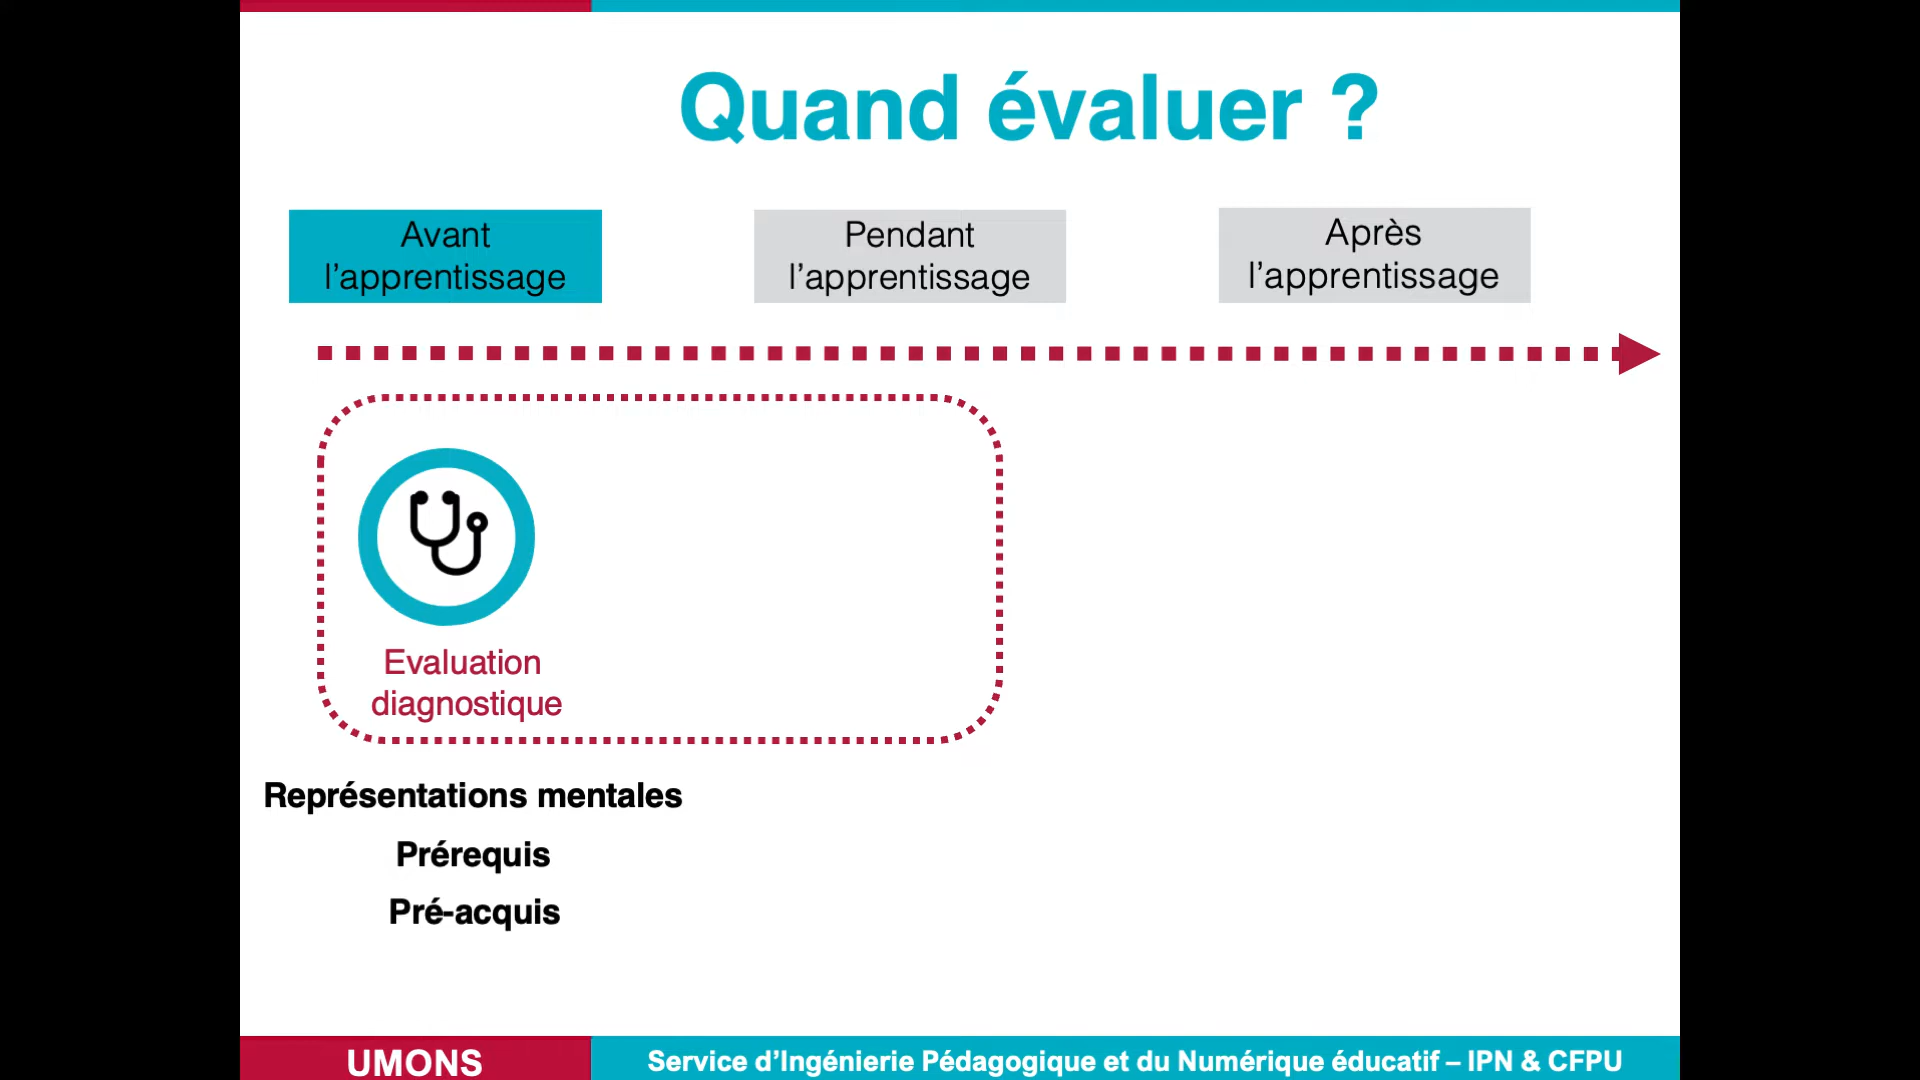 Quand évaluer ?
Avant
l'apprentissage
Pendant
l'apprentissage
Après
l'apprentissage
Evaluation
diagnostique
Représentations mentales
Prérequis
Pré-acquis
UMONS
Service d'Ingénierie Pédagogique et du Numérique éducatif – IPN & CFPU